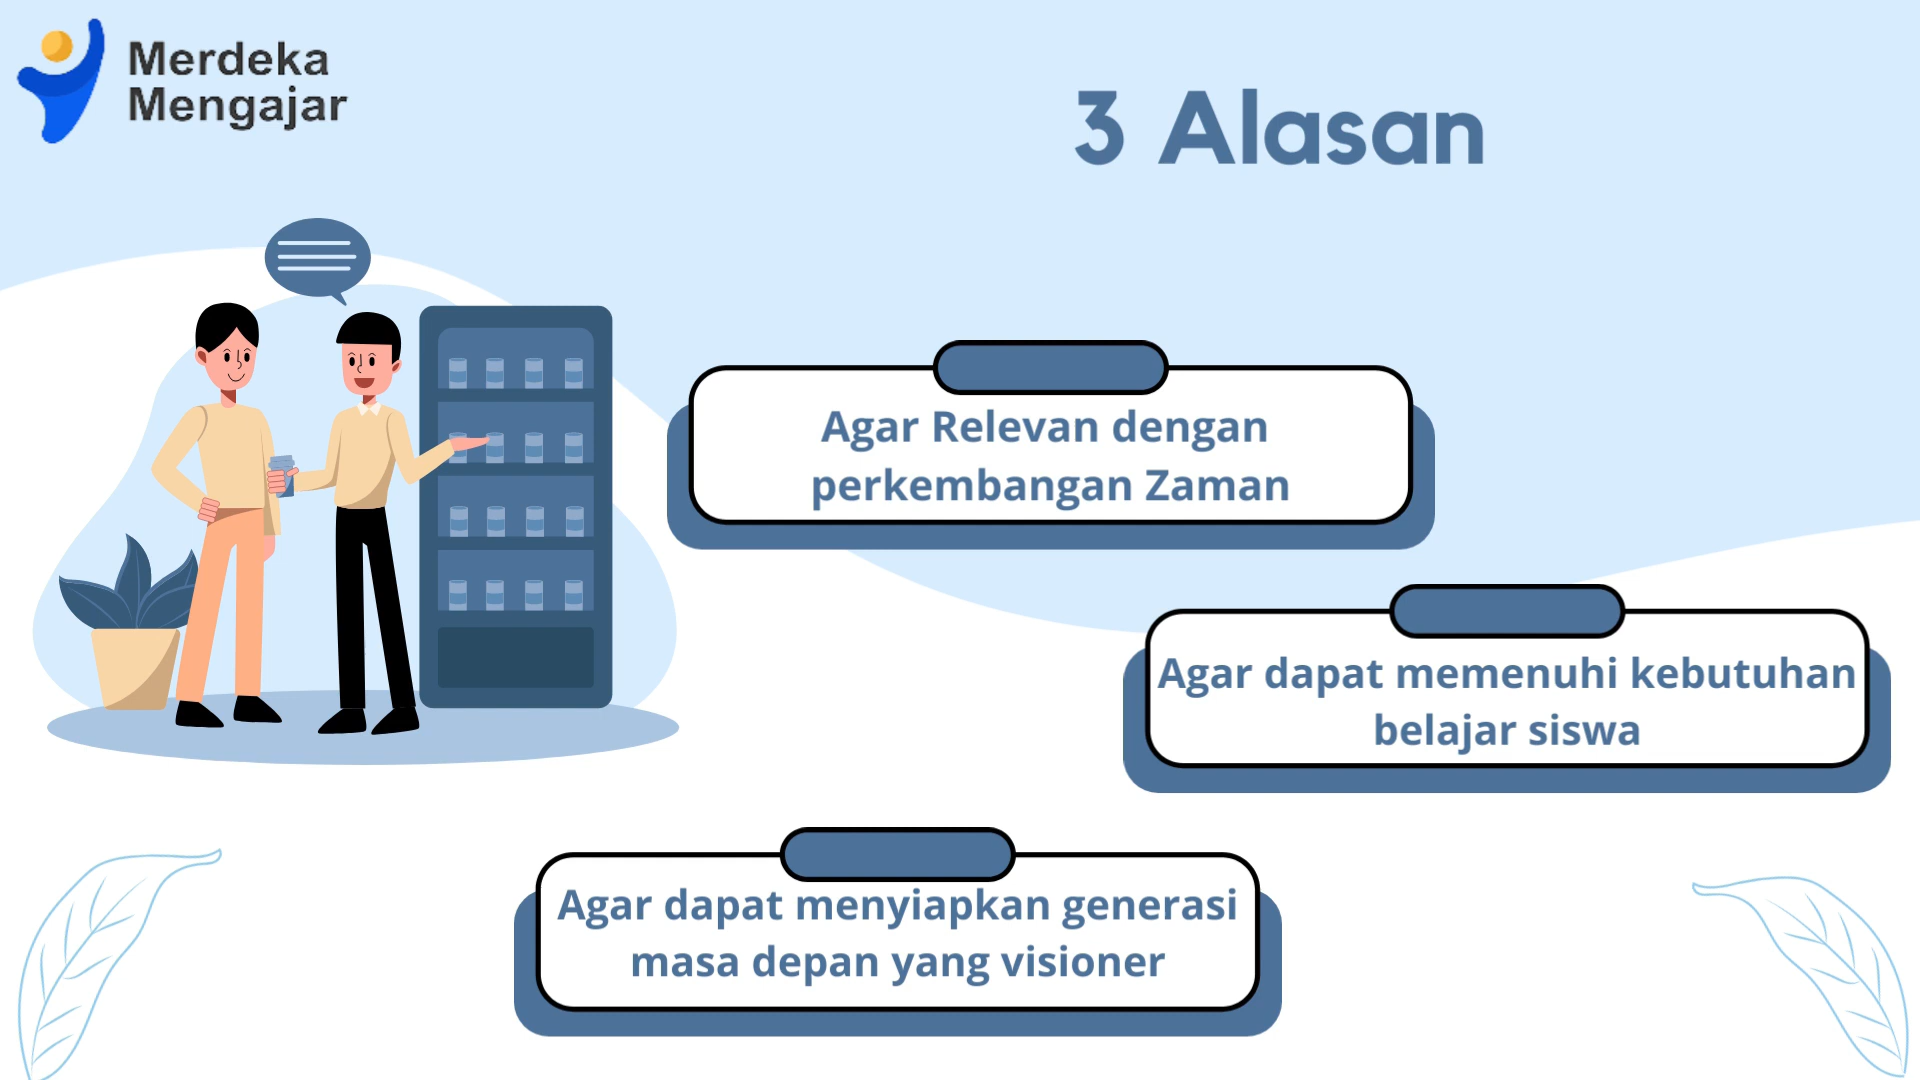 Merdeka
Mengajar
3 Alasan
Agar Relevan dengan
perkembangan Zaman
Agar dapat memenuhi kebutuhan
belajar siswa
Agar dapat menyiapkan generasi
masa depan yang visioner